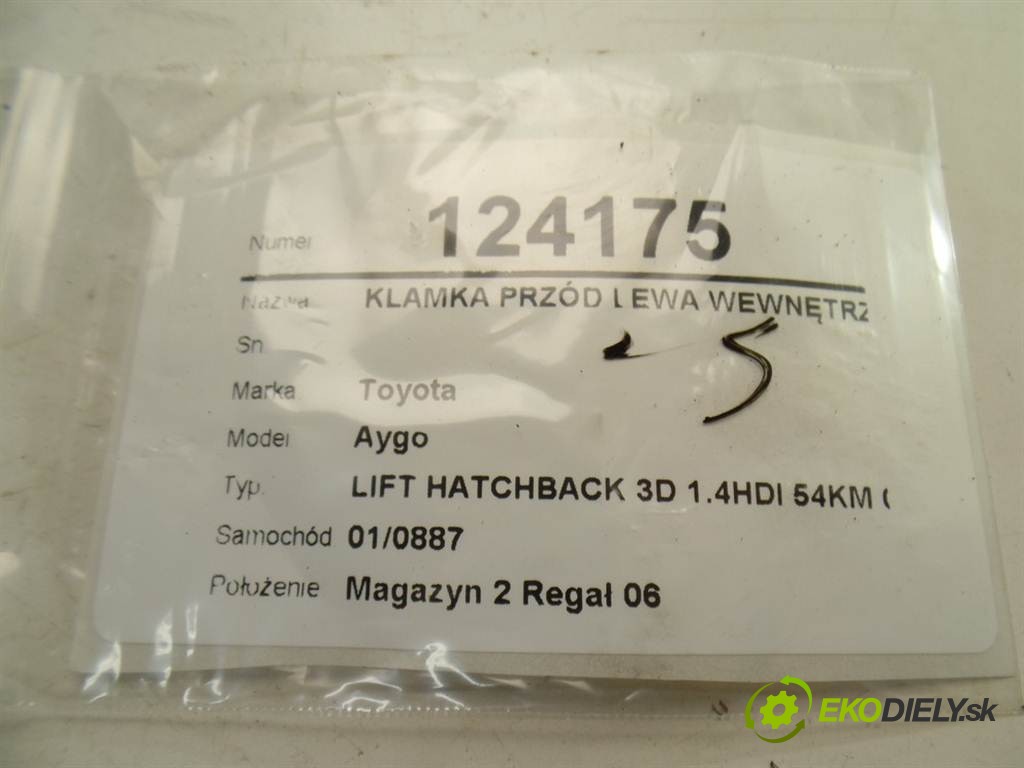 Numer 124175
Nazwa KLAMKA PRZÓD LEWA WEWNĘTRZ
Sn
Marka Toyota
Model Aygo
Typ LIFT HATCHBACK 3D 1.4HDI 54KM
Samochód 01/0887
Położenie Magazyn 2 Regał 06
EKODIELY.sk